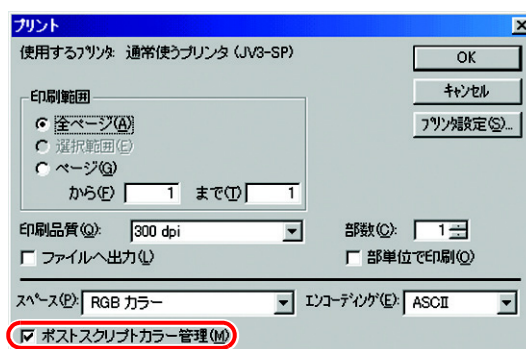 プリント
使用するプリンタ: 通常使うプリンタ (JV3-SP)
OK
キャンセル
プリンタ設定(S)...
印刷範囲
全ページ(A)
選択範囲(E)
ページ(G)
から(F) 1 まで(T) 1
印刷品質(Q): 300 dpi 部数(C): 1
ファイルへ出力(L) 部単位で印刷(O)
スペース(P): RGB カラー エンコーディング(E): ASCII
ポストスクリプトカラー管理(M)